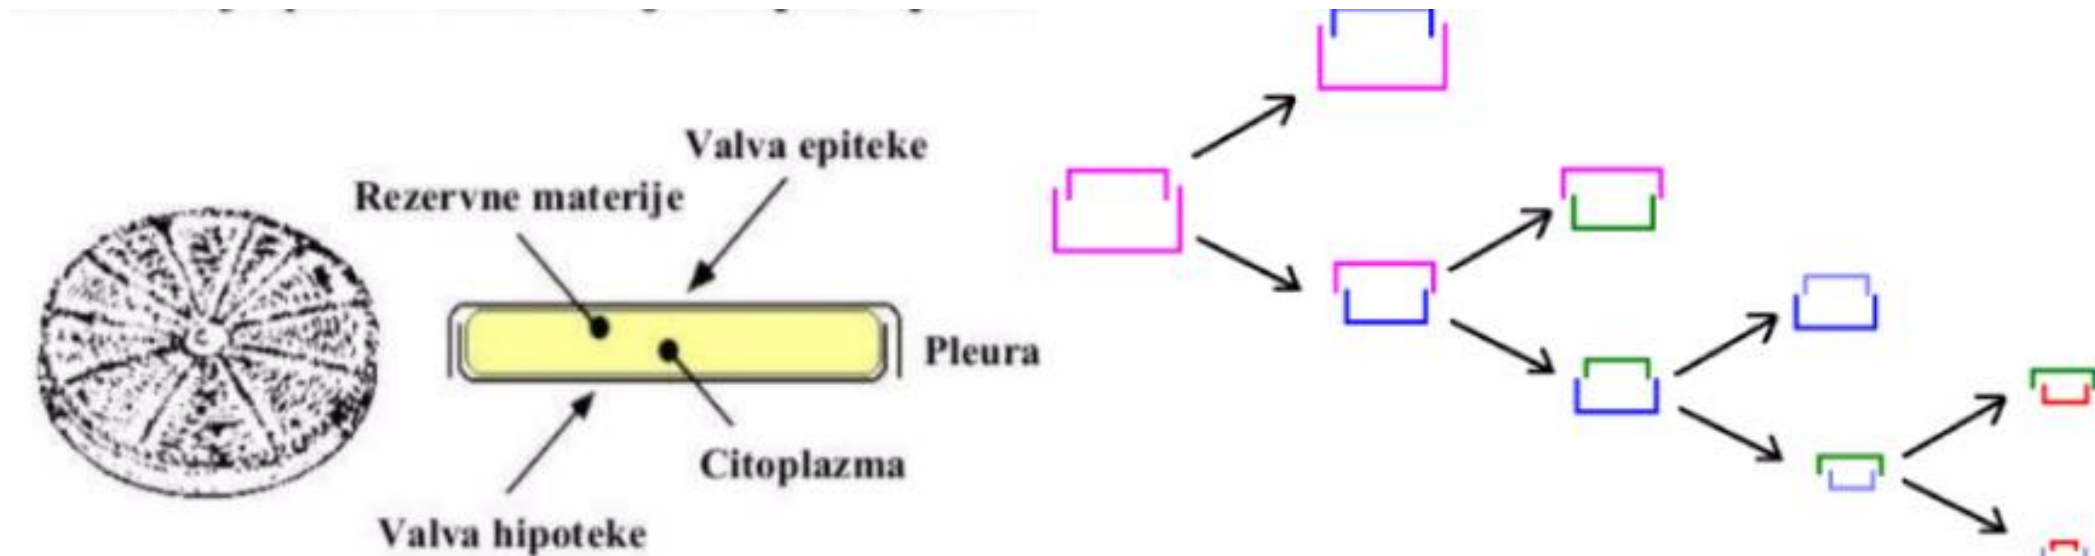 Valva epiteke
Rezervne materije
Pleura
Citoplazma
Valva hipoteke